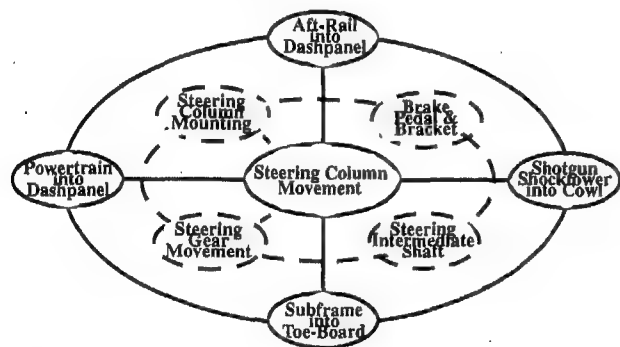 Aft-Rail
into
Dashpanel
Steering
Column
Mounting
Brake
Pedal &
Bracket
Powertrain
into
Dashpanel
Steering Column
Movement
Shotgun
Shocktower
into Cowl
Steering
Gear
Movement
Steering
Intermediate
Shaft
Subframe
into
Toe-Board